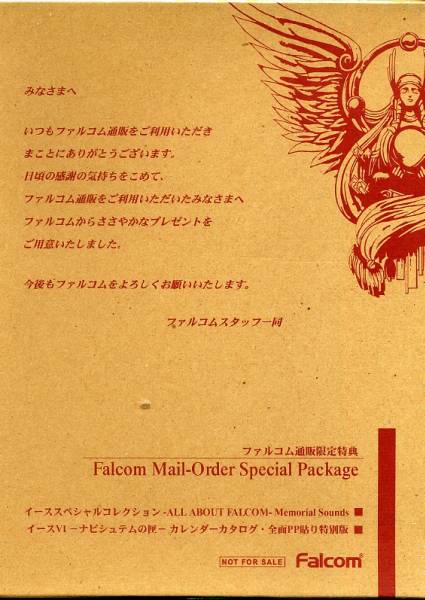 みなさまへ
いつもファルコム通販をご利用いただき
まことにありがとうございます。
日頃の感謝の気持ちをこめて、
ファルコム通販をご利用いただいたみなさまへ
ファルコムからささやかなプレゼントを
ご用意いたしました。
今後もファルコムをよろしくお願いいたします。
ファルコムスタッフ一同
ファルコム通販限定特典
Falcom Mail-Order Special Package
イーススペシャルコレクション-ALL ABOUT FALCOM- Memorial Sounds ■
イースVI －ナピシュテムの匣－ カレンダーカタログ・全面PP貼り特別版 ■
NOT FOR SALE
Falcom®